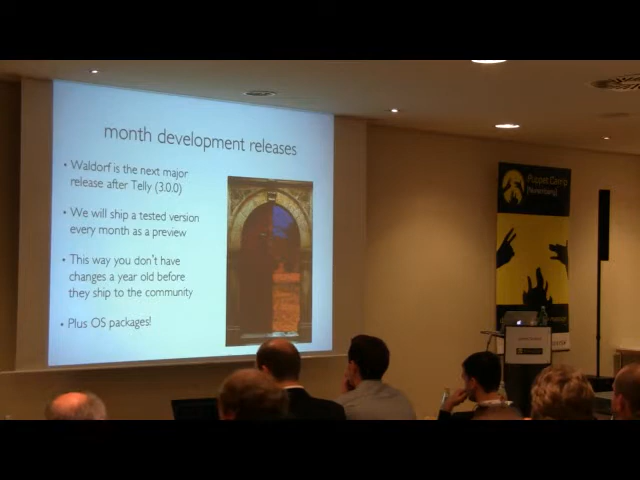 month development releases
• Waldorf is the next major
release after Telly (3.0.0)
• We will ship a tested version
every month as a preview
• This way you don't have
changes a year old before
they ship to the community
• Plus OS packages!
Puppet Camp